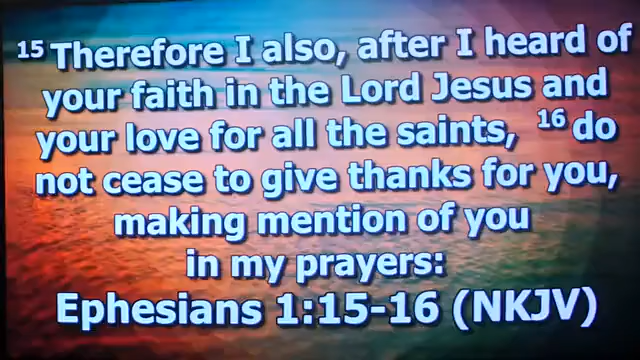 15 Therefore I also, after I heard of
your faith in the Lord Jesus and
your love for all the saints, 16 do
not cease to give thanks for you,
making mention of you
in my prayers:
Ephesians 1:15-16 (NKJV)